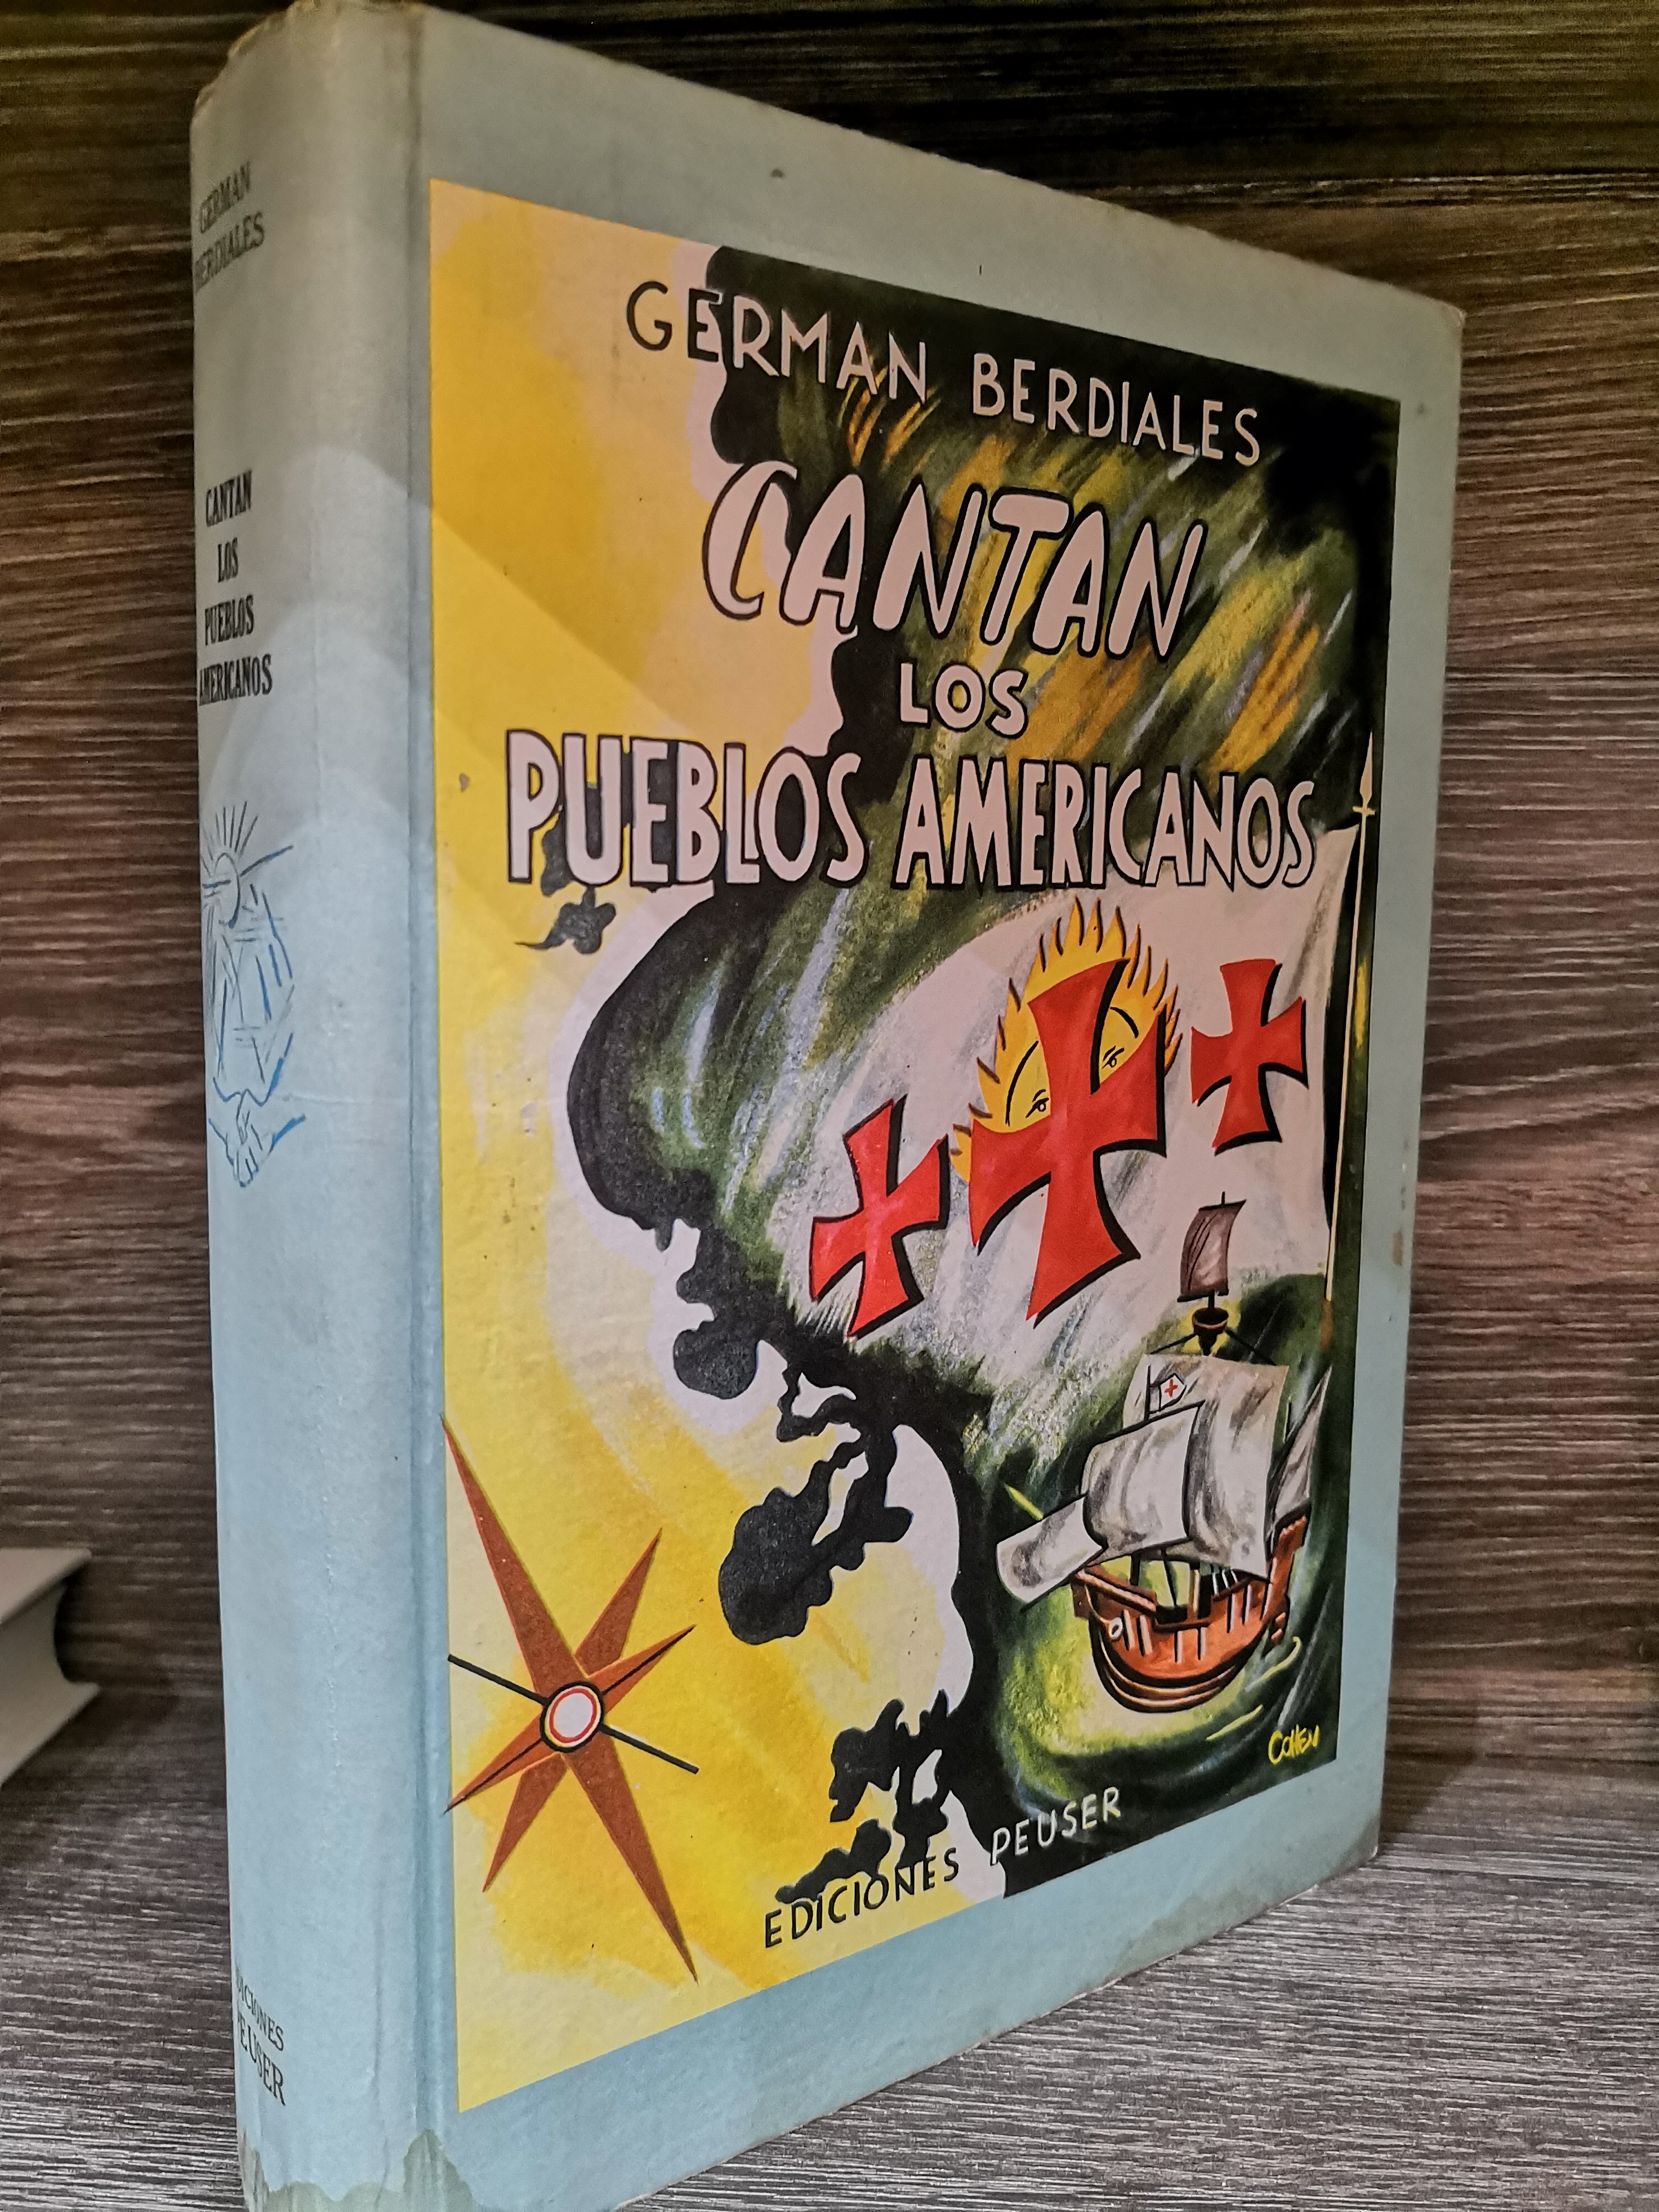 GERMAN
BERDIALES
CANTAN
LOS
PUEBLOS
AMERICANOS
EDICIONES
PEUSER
GERMAN BERDIALES
CANTAN
LOS
PUEBLOS AMERICANOS
COHEN
EDICIONES PEUSER